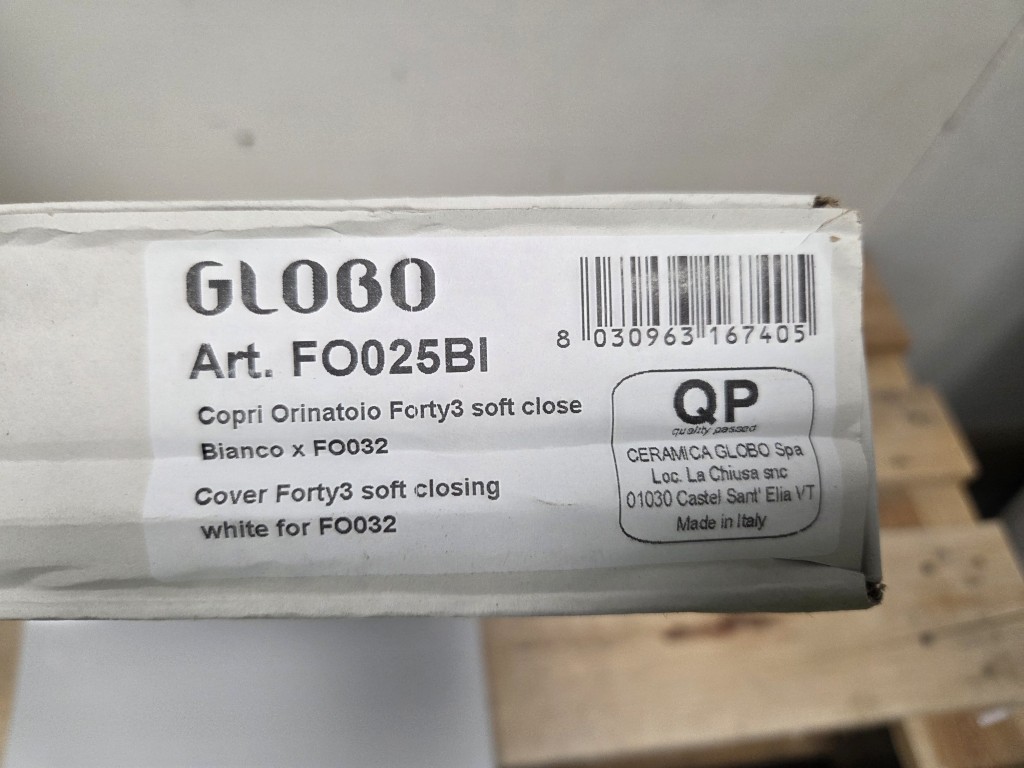 GLOBO
Art. FO025BI
Copri Orinatoio Forty3 soft close
Bianco x FO032
Cover Forty3 soft closing
white for FO032
8 030963 167405
QP
quality passed
CERAMICA GLOBO Spa
Loc. La Chiusa snc
01030 Castel Sant' Elia VT
Made in Italy